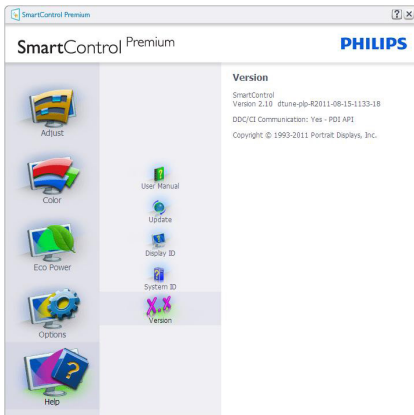 SmartControl Premium
SmartControl Premium
PHILIPS
Adjust
Color
Eco Power
Options
Help
User Manual
Update
Display ID
System ID
X.X
Version
Version
SmartControl
Version 2.10 dtune-plp-R2011-08-15-1133-18
DDC/CI Communication: Yes - PDI API
Copyright © 1993-2011 Portrait Displays, Inc.